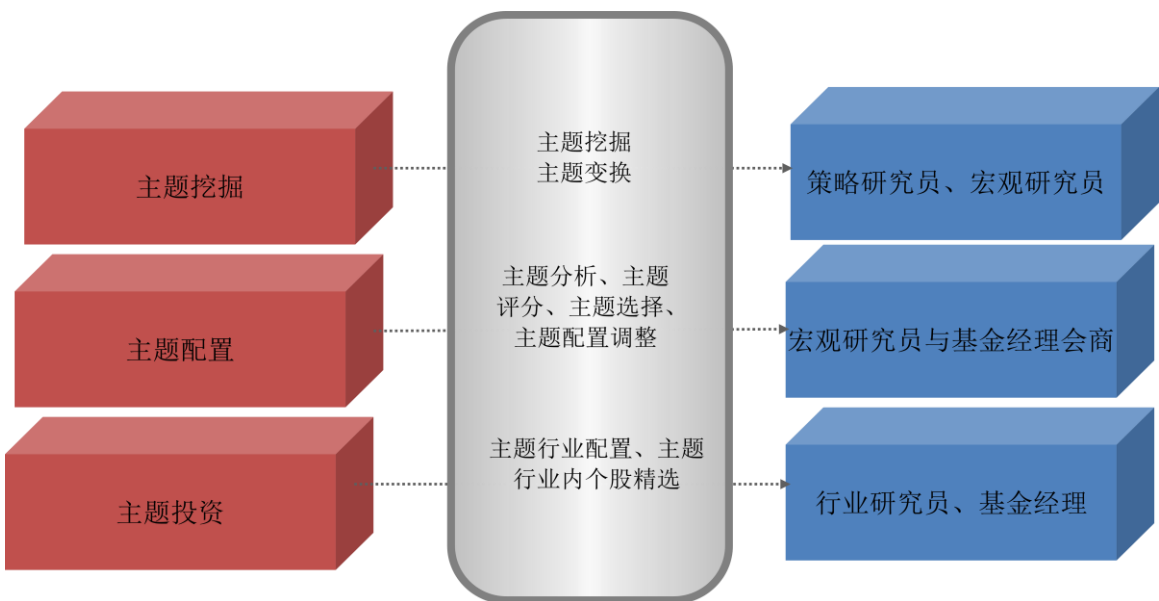 主题挖掘
主题挖掘
主题变换
策略研究员、宏观研究员
主题配置
主题分析、主题
评分、主题选择、
主题配置调整
宏观研究员与基金经理会商
主题投资
主题行业配置、主题
行业内个股精选
行业研究员、基金经理